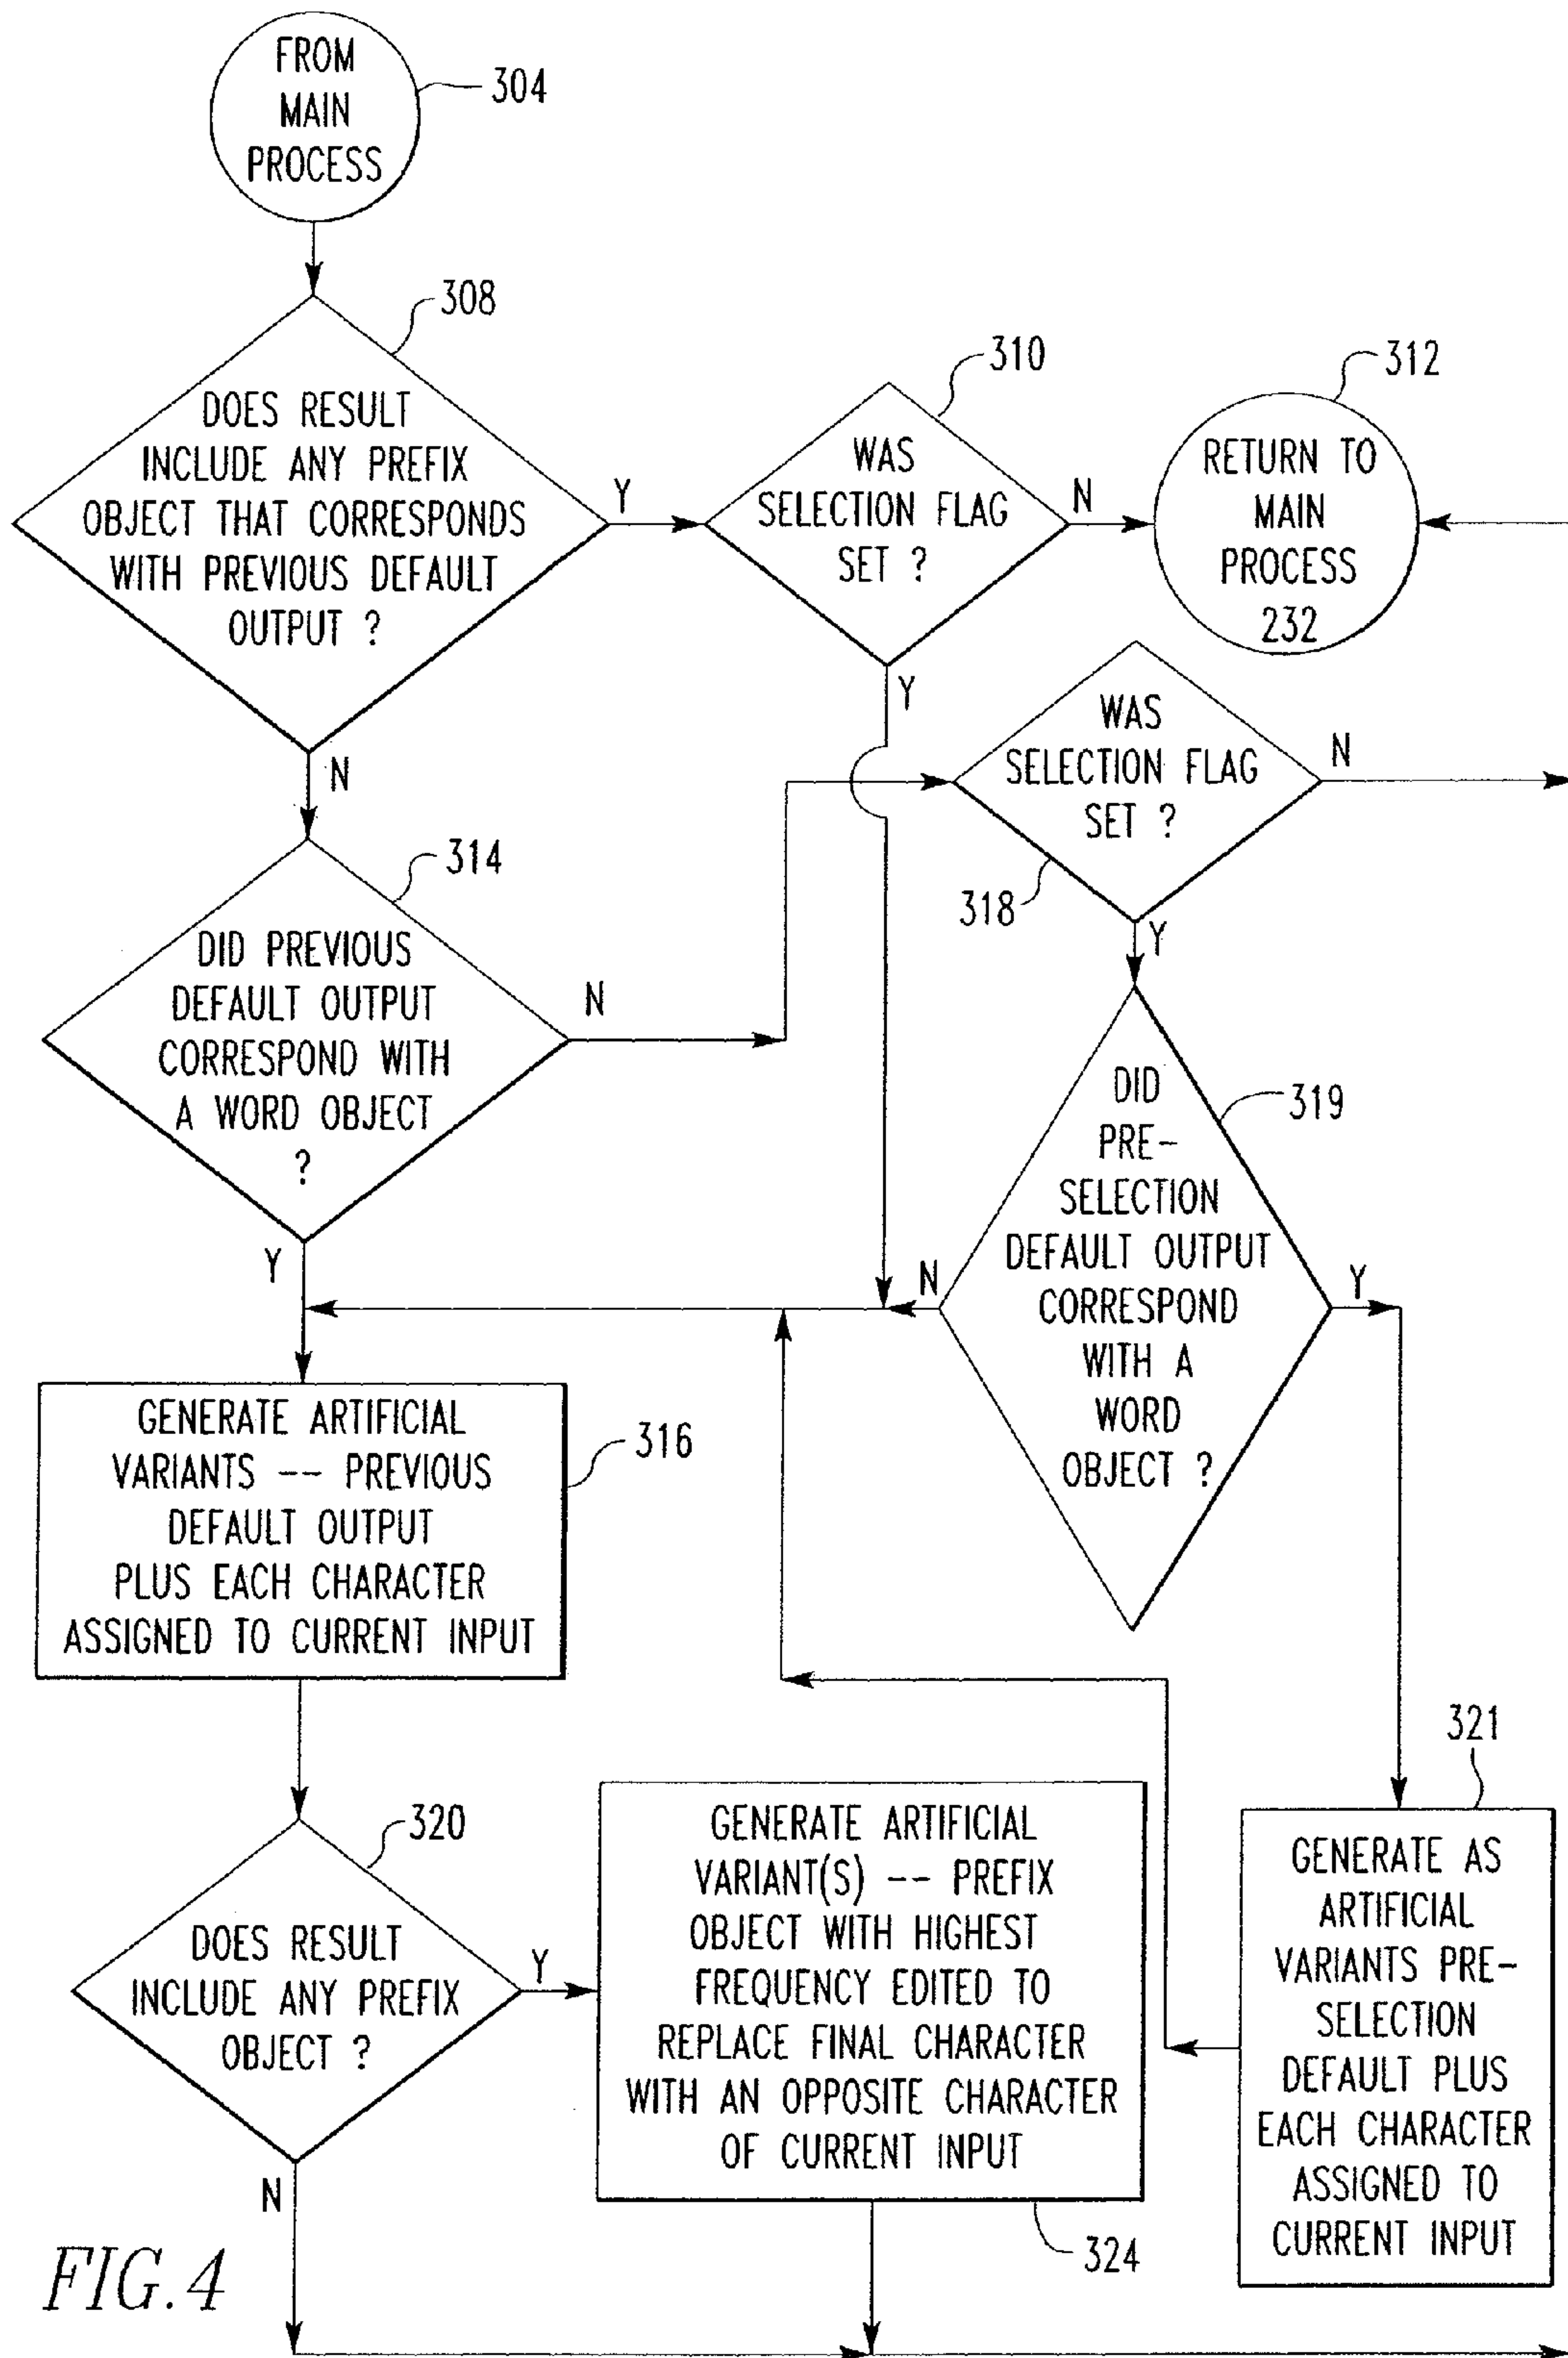 FROM
MAIN
PROCESS
304
308
DOES RESULT
INCLUDE ANY PREFIX
OBJECT THAT CORRESPONDS
WITH PREVIOUS DEFAULT
OUTPUT ?
Y
N
310
WAS
SELECTION FLAG
SET ?
N
Y
312
RETURN TO
MAIN
PROCESS
232
314
DID PREVIOUS
DEFAULT OUTPUT
CORRESPOND WITH
A WORD OBJECT
?
N
Y
WAS
SELECTION FLAG
SET ?
N
318
Y
DID
PRE-
SELECTION
DEFAULT OUTPUT
CORRESPOND
WITH A
WORD
OBJECT ?
319
N
Y
GENERATE ARTIFICIAL
VARIANTS -- PREVIOUS
DEFAULT OUTPUT
PLUS EACH CHARACTER
ASSIGNED TO CURRENT INPUT
316
320
DOES RESULT
INCLUDE ANY PREFIX
OBJECT ?
Y
N
GENERATE ARTIFICIAL
VARIANT(S) -- PREFIX
OBJECT WITH HIGHEST
FREQUENCY EDITED TO
REPLACE FINAL CHARACTER
WITH AN OPPOSITE CHARACTER
OF CURRENT INPUT
324
321
GENERATE AS
ARTIFICIAL
VARIANTS PRE-
SELECTION
DEFAULT PLUS
EACH CHARACTER
ASSIGNED TO
CURRENT INPUT
FIG.4